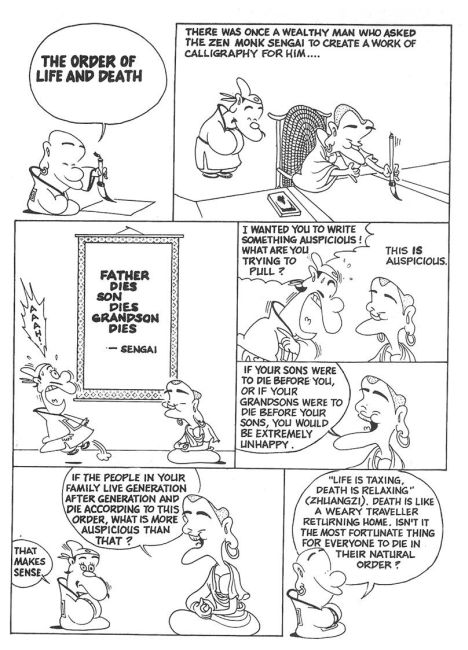 THE ORDER OF
LIFE AND DEATH
THERE WAS ONCE A WEALTHY MAN WHO ASKED
THE ZEN MONK SENGAI TO CREATE A WORK OF
CALLIGRAPHY FOR HIM....
AAAH!
FATHER
DIES
SON
DIES
GRANDSON
DIES
— SENGAI
I WANTED YOU TO WRITE
SOMETHING AUSPICIOUS!
WHAT ARE YOU
TRYING TO
PULL?
THIS IS
AUSPICIOUS.
IF YOUR SONS WERE
TO DIE BEFORE YOU,
OR IF YOUR
GRANDSONS WERE TO
DIE BEFORE YOUR
SONS, YOU WOULD
BE EXTREMELY
UNHAPPY.
IF THE PEOPLE IN YOUR
FAMILY LIVE GENERATION
AFTER GENERATION AND
DIE ACCORDING TO THIS
ORDER, WHAT IS MORE
AUSPICIOUS THAN
THAT?
THAT
MAKES
SENSE.
"LIFE IS TAXING,
DEATH IS RELAXING."
(ZHUANGZI). DEATH IS LIKE
A WEARY TRAVELLER
RETURNING HOME. ISN'T IT
THE MOST FORTUNATE THING
FOR EVERYONE TO DIE IN
THEIR NATURAL
ORDER?